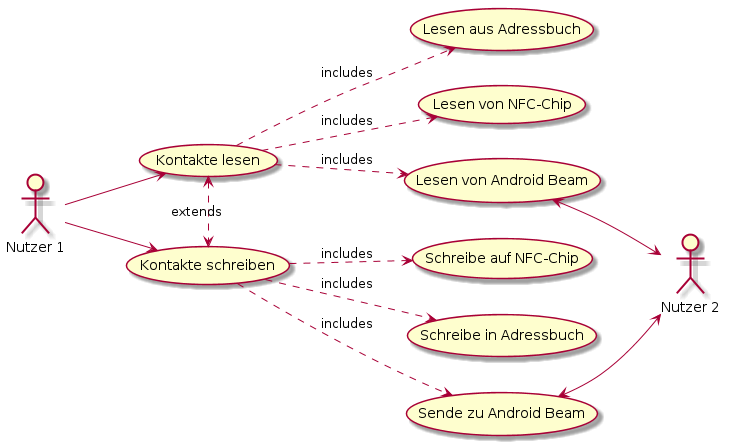 Lesen aus Adressbuch
includes
Lesen von NFC-Chip
includes
Kontakte lesen
includes
Lesen von Android Beam
extends
Nutzer 1
includes
Schreibe auf NFC-Chip
Kontakte schreiben
includes
Nutzer 2
includes
Schreibe in Adressbuch
Sende zu Android Beam